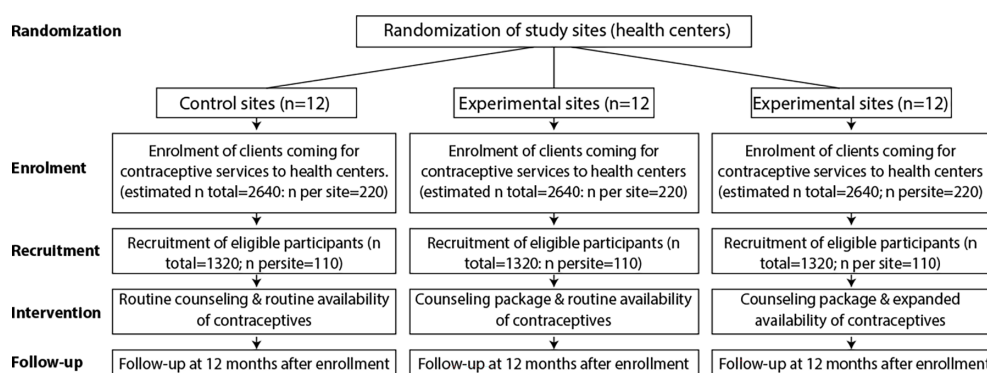 Randomization
Randomization of study sites (health centers)
Control sites (n=12)
Experimental sites (n=12
Experimental sites (n=12)
Enrolment
Enrolment of clients coming for
contraceptive services to health centers.
(estimated n total=2640: n per site=220)
Enrolment of clients coming for
contraceptive services to health centers
(estimated n total=2640: n per site=220)
Enrolment of clients coming for
contraceptive services to health centers
(estimated n total=2640; n persite=220)
Recruitment
Recruitment of eligible participants (n
total=1320; n persite=110)
Recruitment of eligible participants (n
total=1320: n persite=110)
Recruitment of eligible participants (n
total=1320; n per site=110)
Intervention
Routine counseling & routine availability
of contraceptives
Counseling package & routine availability
of contraceptives
Counseling package & expanded
availability of contraceptives
Follow-up
Follow-up at 12 months after enrollment
Follow-up at 12 months after enrollment
Follow-up at 12 months after enrollment